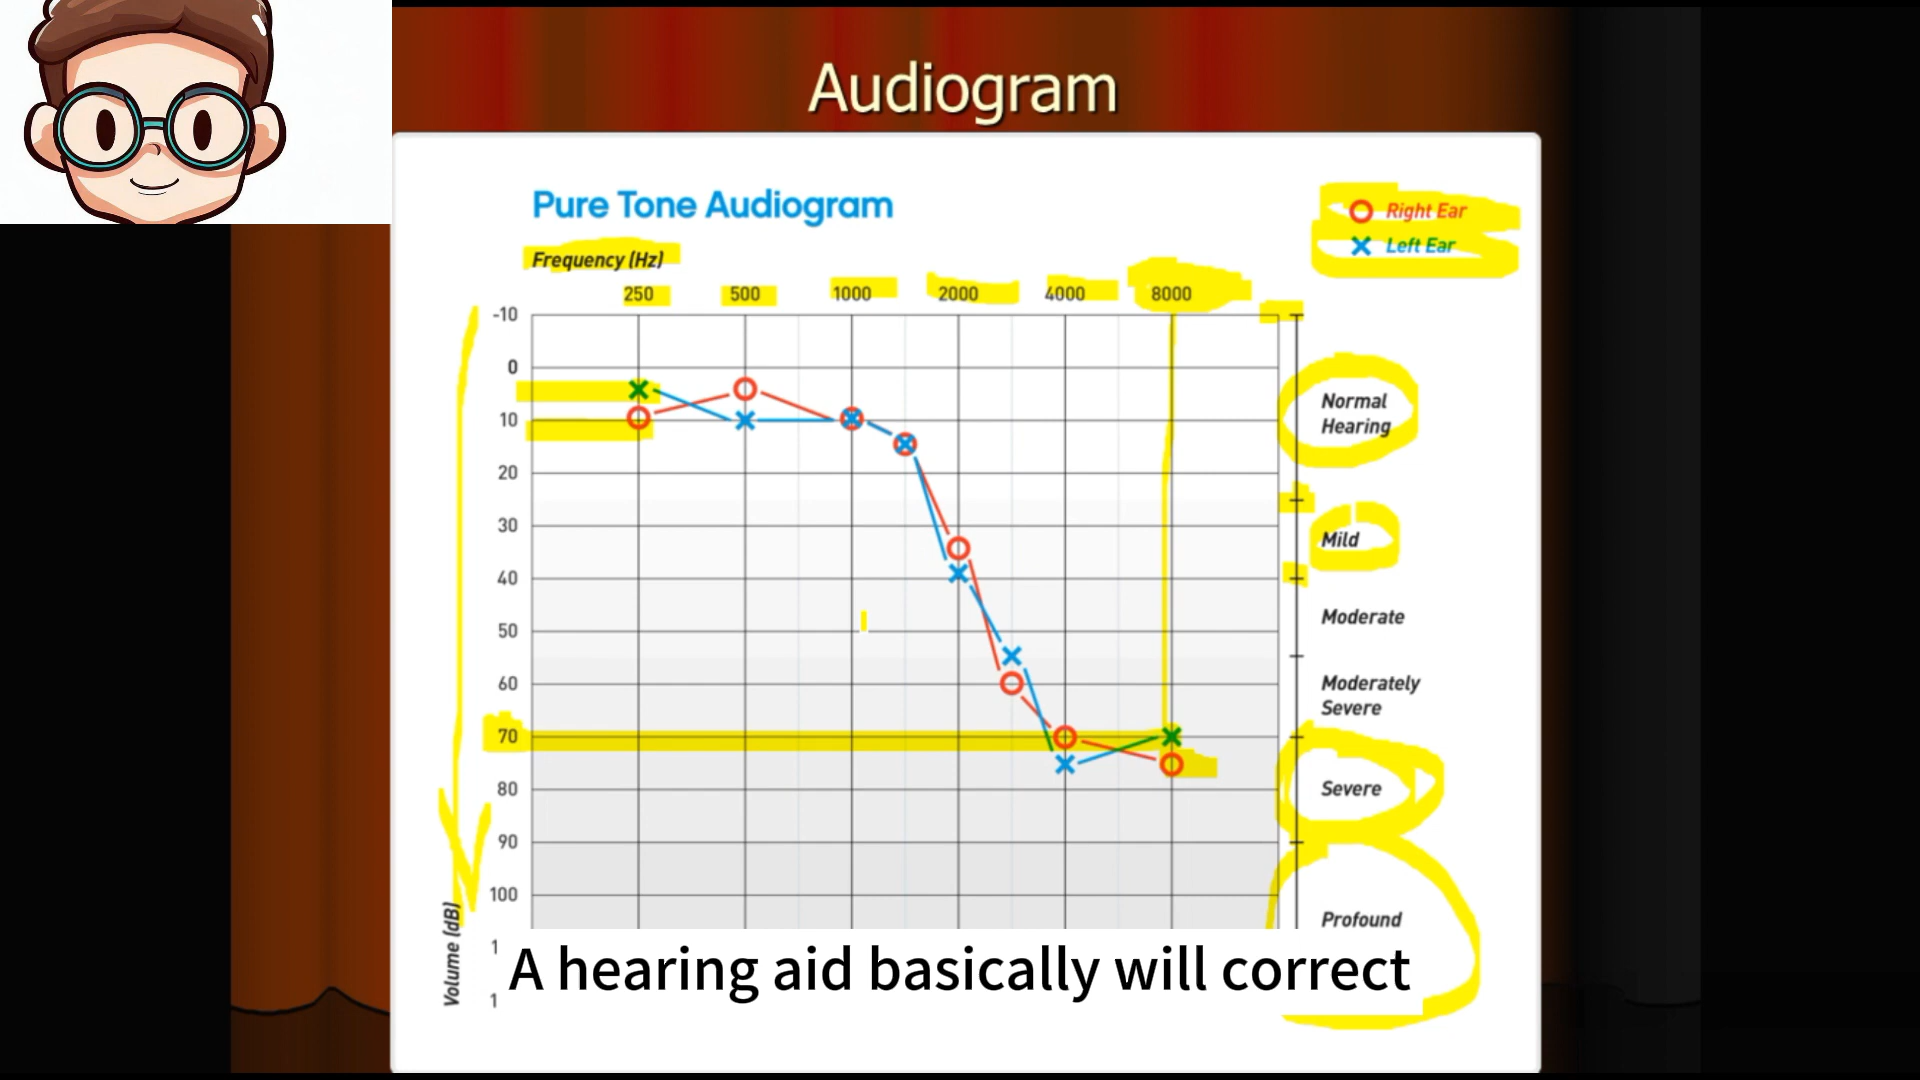 Audiogram
Pure Tone Audiogram
Right Ear
Left Ear
Frequency (Hz)
250 500 1000 2000 4000 8000
-10
0
10
Normal
Hearing
20
30
Mild
40
50
Moderate
60
Moderately
Severe
70
80
Severe
90
100
Profound
Volume (dB)
A hearing aid basically will correct